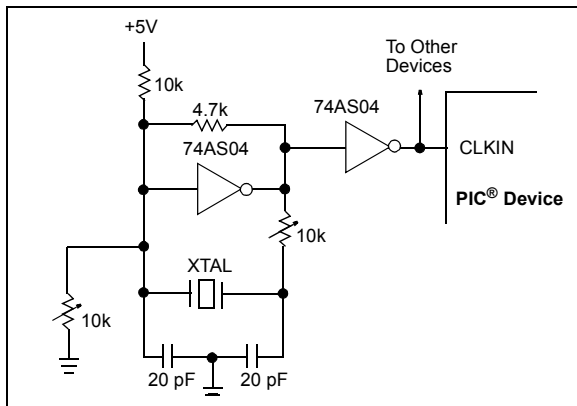 +5V
To Other
Devices
10k
4.7k
74AS04
74AS04
CLKIN
PIC® Device
10k
XTAL
10k
20 pF
20 pF